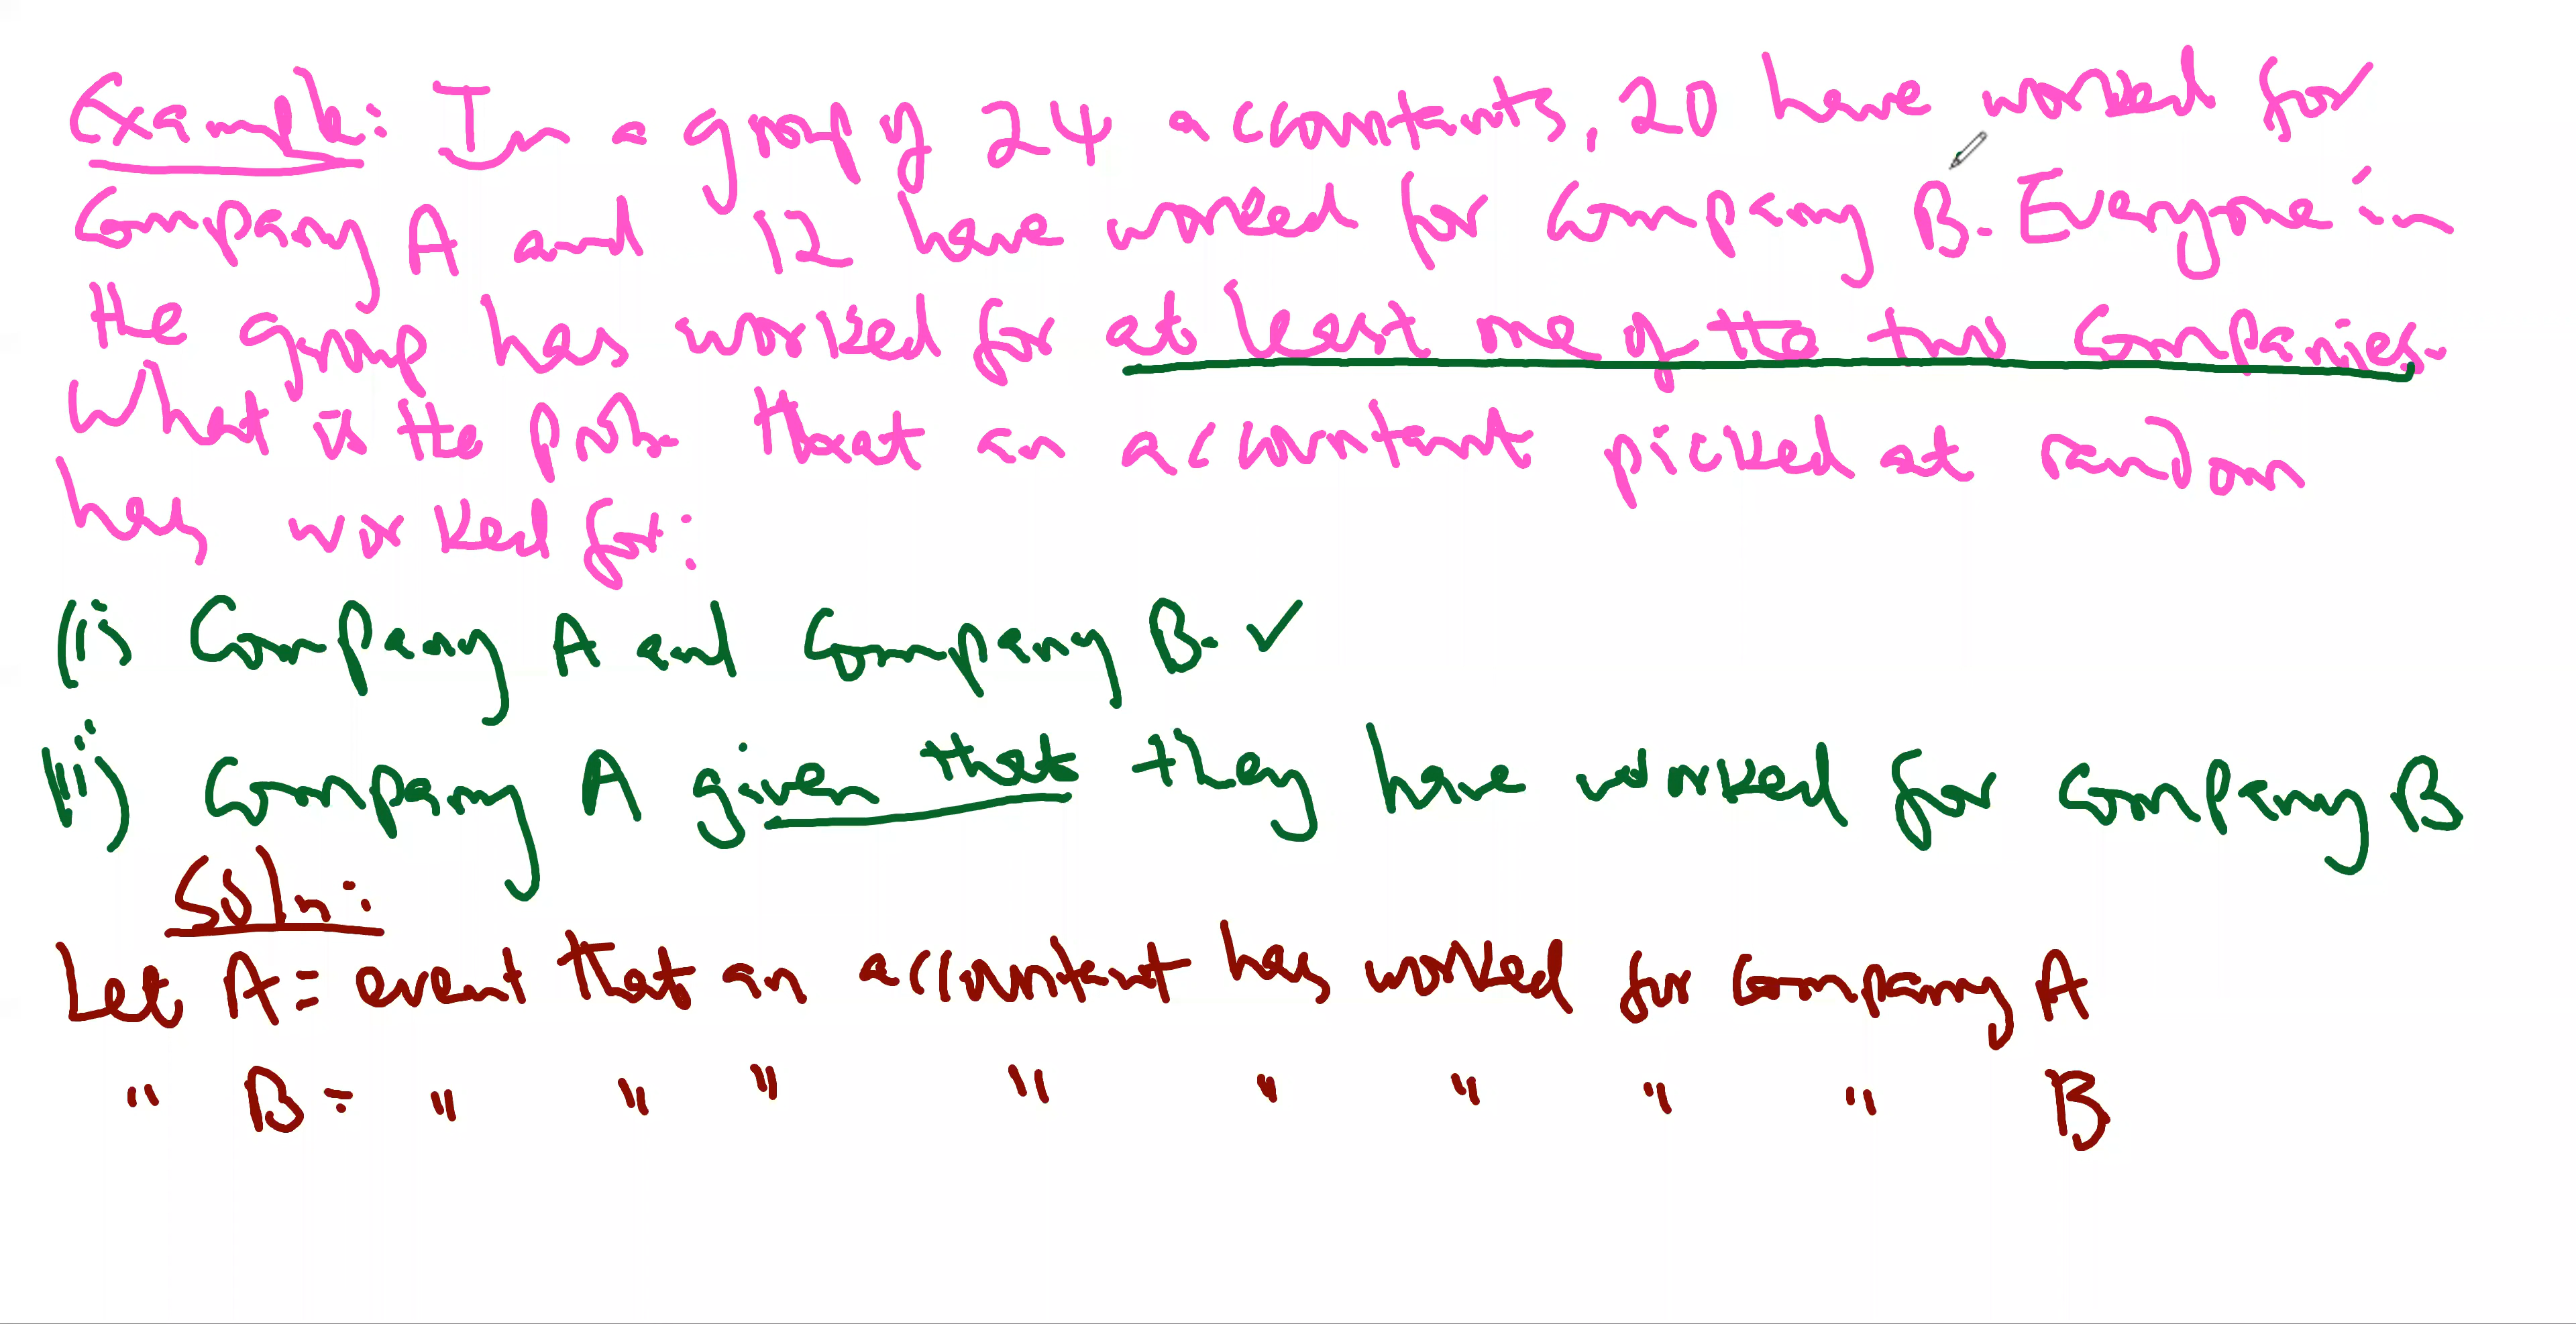 Example: In a group of 24 accountants, 20 have worked for
Company A and 12 have worked for Company B. Everyone in
the group has worked for at least one of the two Companies.
What is the prob. that an accountant picked at random
has worked for:
(i) Company A and Company B. ✓
(ii) Company A given that they have worked for Company B
Soln:
Let A = event that an accountant has worked for Company A
" B = " " " " " " " " B